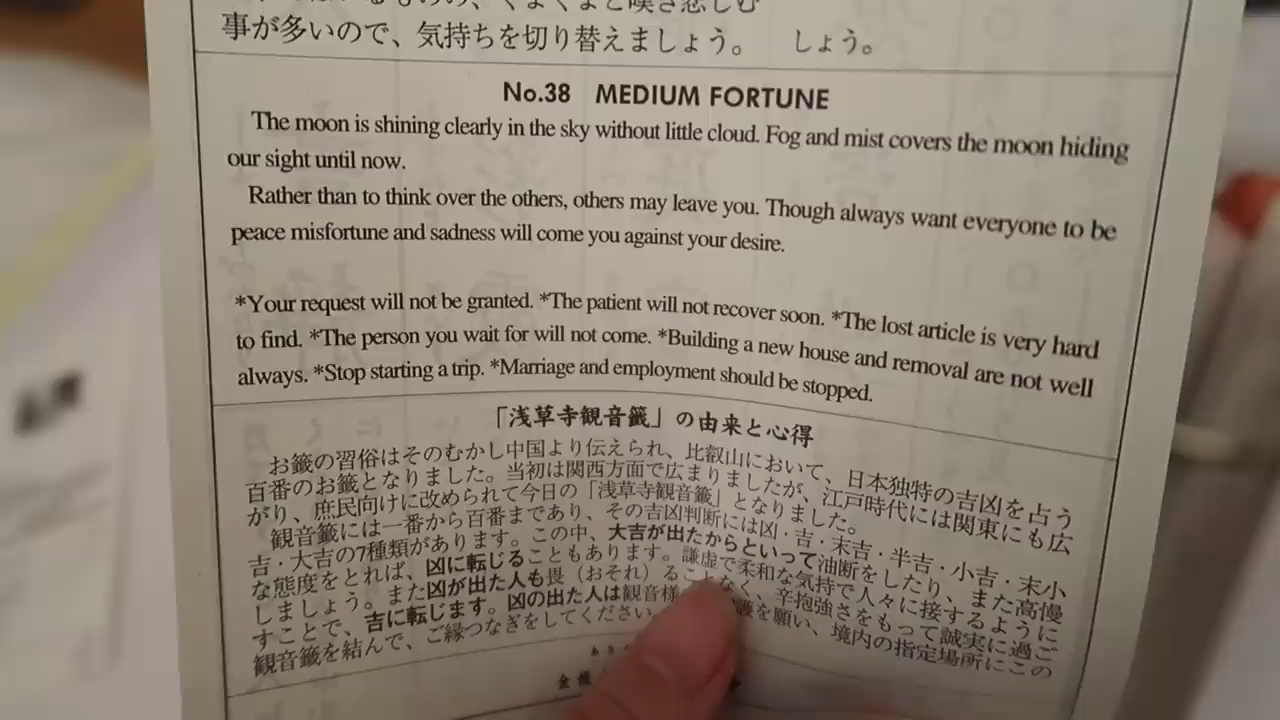 事が多いので、気持ちを切り替えましょう。 しょう。
No.38 MEDIUM FORTUNE
The moon is shining clearly in the sky without little cloud. Fog and mist covers the moon hiding
our sight until now.
Rather than to think over the others, others may leave you. Though always want everyone to be
peace misfortune and sadness will come you against your desire.
*Your request will not be granted. *The patient will not recover soon. *The lost article is very hard
to find. *The person you wait for will not come. *Building a new house and removal are not well
always. *Stop starting a trip. *Marriage and employment should be stopped.
「浅草寺観音籤」の由来と心得
お籤の習俗はそのむかし中国より伝えられ、比叡山において、日本独特の吉凶を占う
百番のお籤となりました。当初は関西方面で広まりましたが、江戸時代には関東にも広
がり、庶民向けに改められて今日の「浅草寺観音籤」となりました。
観音籤には一番から百番まであり、その吉凶判断には凶・吉・末吉・半吉・小吉・末小
吉・大吉の7種類があります。この中、大吉が出たからといって油断をしたり、また高慢
な態度をとれば、凶に転じることもあります。謙虚で柔和な気持で人々に接するように
しましょう。また凶が出た人も畏（おそれ）ることなく、辛抱強さをもって誠実に過ご
すことで、吉に転じます。凶の出た人は観音様 護を願い、境内の指定場所にこの
観音籤を結んで、ご縁つなぎをしてください